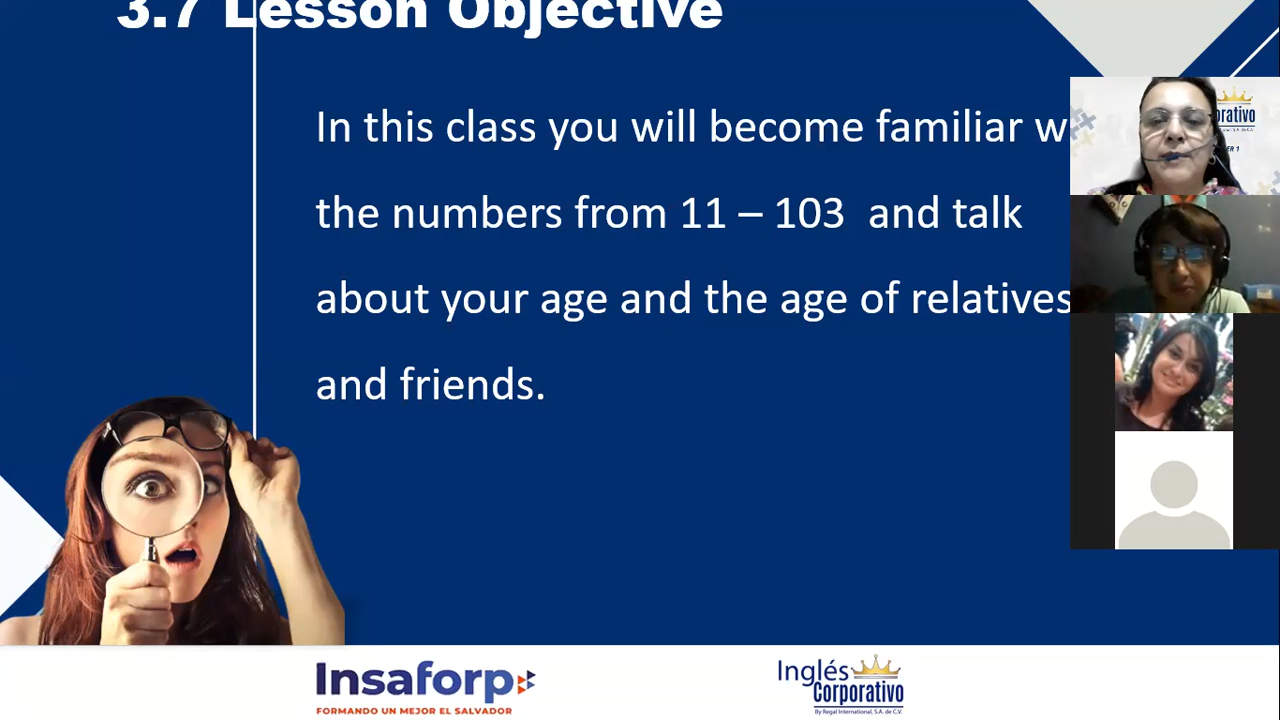 3.7 Lesson Objective
In this class you will become familiar w
the numbers from 11 – 103 and talk
about your age and the age of relatives
and friends.
Insaforp
FORMANDO UN MEJOR EL SALVADOR
Inglés
Corporativo
By Regal International, S.A. de C.V.